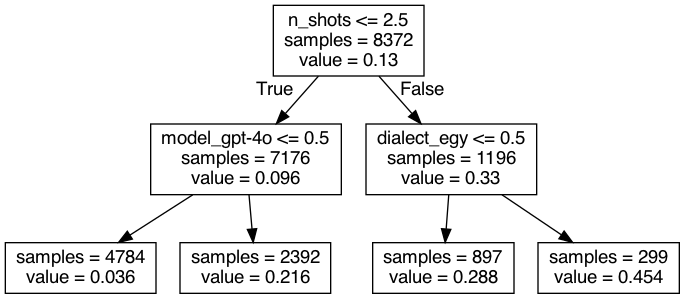 n_shots <= 2.5
samples = 8372
value = 0.13
True
False
model_gpt-4o <= 0.5
samples = 7176
value = 0.096
dialect_egy <= 0.5
samples = 1196
value = 0.33
samples = 4784
value = 0.036
samples = 2392
value = 0.216
samples = 897
value = 0.288
samples = 299
value = 0.454